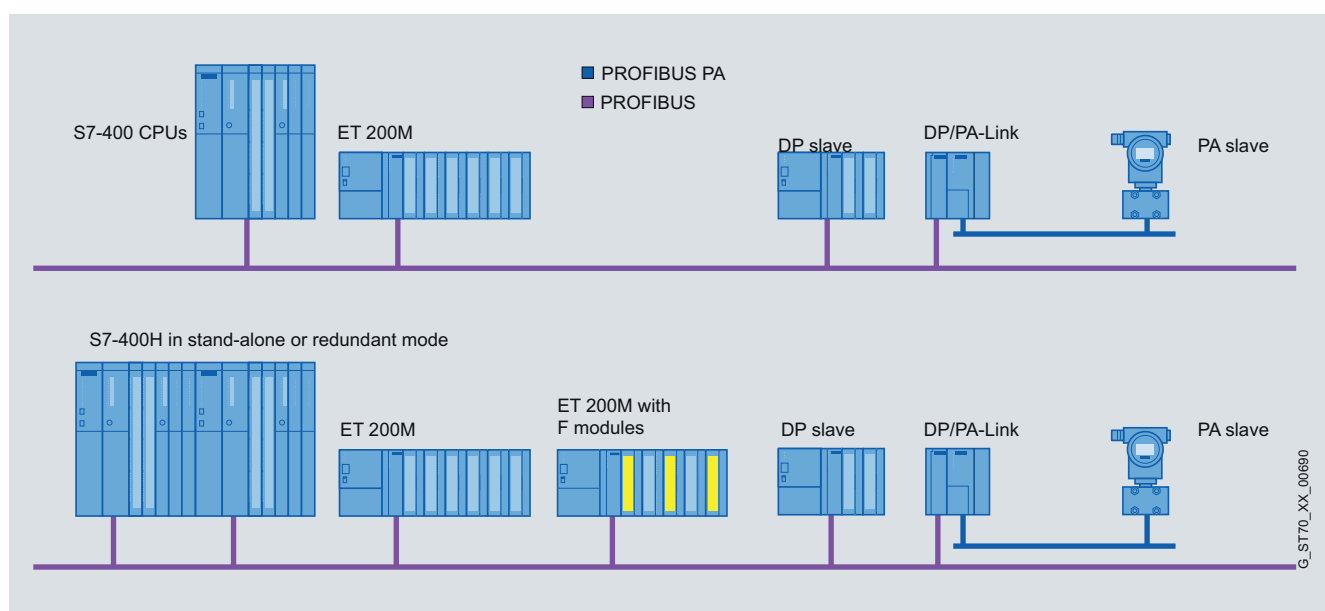 PROFIBUS PA
PROFIBUS
S7-400 CPUs
ET 200M
DP slave
DP/PA-Link
PA slave
S7-400H in stand-alone or redundant mode
ET 200M
ET 200M with
F modules
DP slave
DP/PA-Link
PA slave
G_ST70_XX_00690